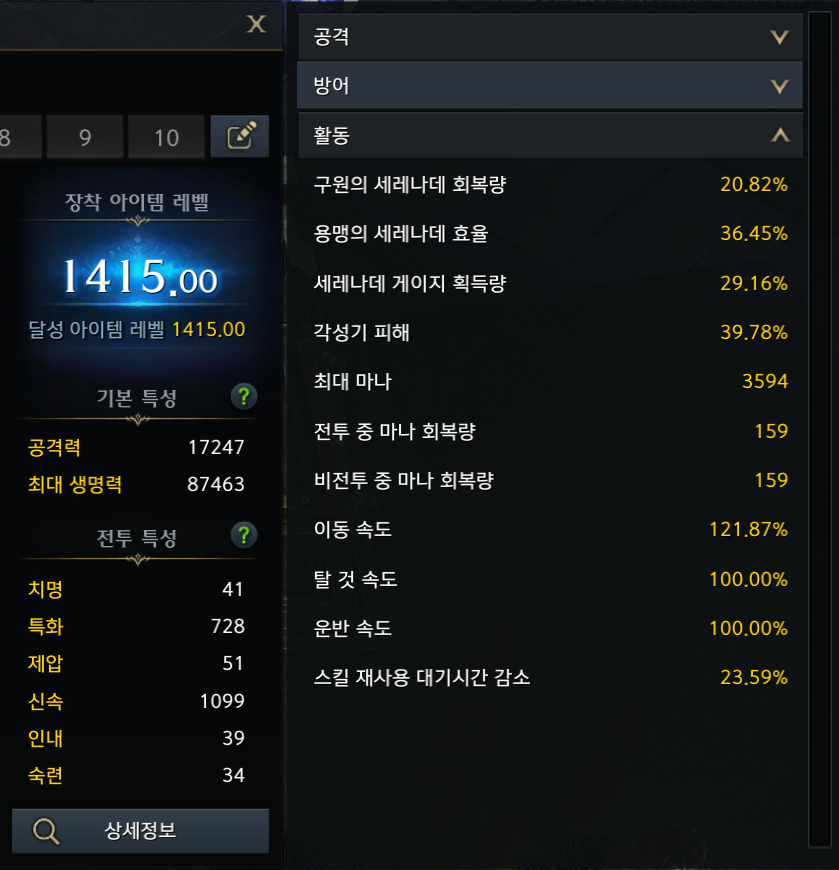 X
8 9 10
장착 아이템 레벨
1415.00
달성 아이템 레벨 1415.00
기본 특성 ?
공격력 17247
최대 생명력 87463
전투 특성 ?
치명 41
특화 728
제압 51
신속 1099
인내 39
숙련 34
상세정보
공격
방어
활동
구원의 세레나데 회복량 20.82%
용맹의 세레나데 효율 36.45%
세레나데 게이지 획득량 29.16%
각성기 피해 39.78%
최대 마나 3594
전투 중 마나 회복량 159
비전투 중 마나 회복량 159
이동 속도 121.87%
탈 것 속도 100.00%
운반 속도 100.00%
스킬 재사용 대기시간 감소 23.59%